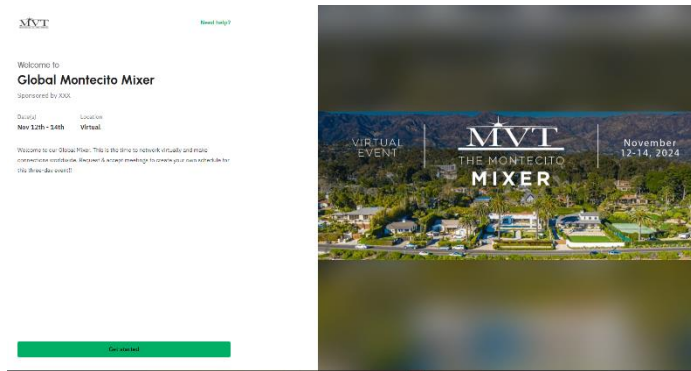 MVT
Need help?
Welcome to
Global Montecito Mixer
Sponsored by XXX
Date(s)
Location
Nov 12th - 14th
Virtual
Welcome to our Global Mixer. This is the time to network virtually and make
connections worldwide. Request & accept meetings to create your own schedule for
this three-day event!!
Get started
VIRTUAL
EVENT
MVT
THE MONTECITO
MIXER
November
12-14, 2024